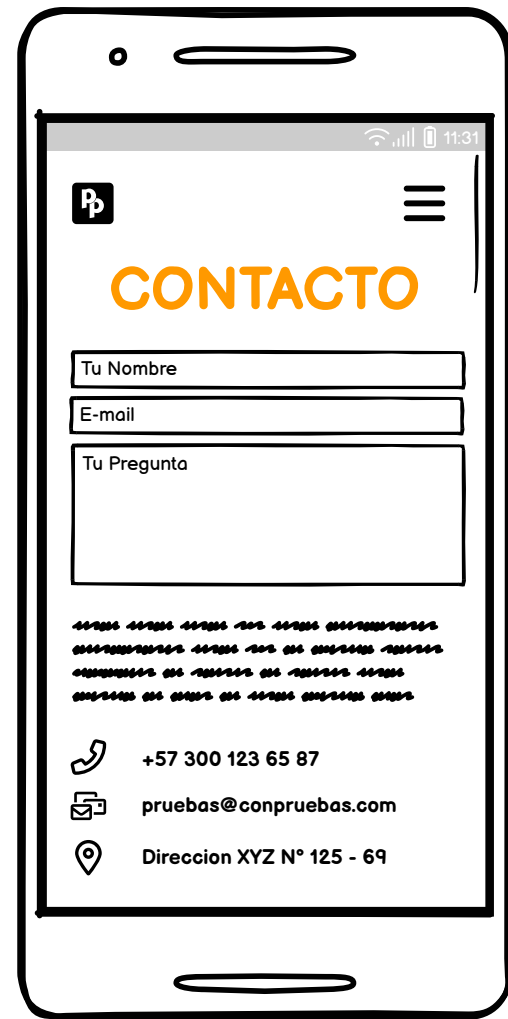 11:31
PP
CONTACTO
Tu Nombre
E-mail
Tu Pregunta
+57 300 123 65 87
pruebas@conpruebas.com
Direccion XYZ N° 125 - 69